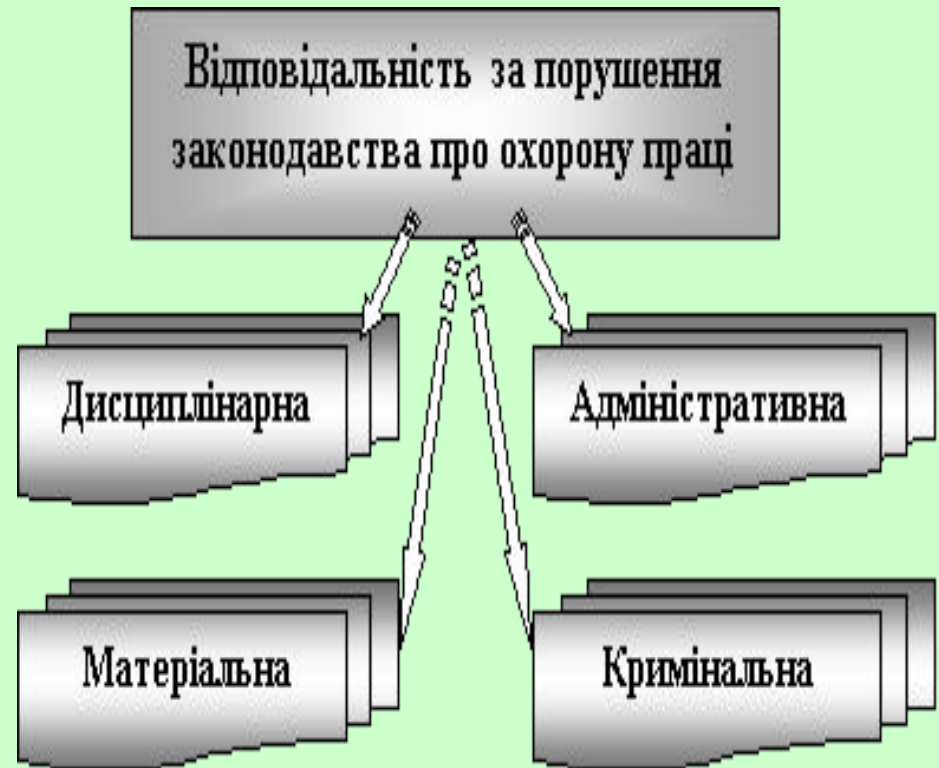 Відповідальність за порушення
законодавства про охорону праці
Дисциплінарна
Адміністративна
Матеріальна
Кримінальна